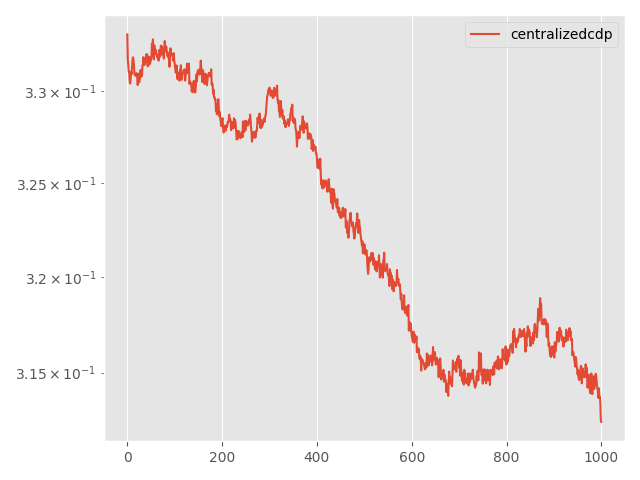 centralizedcdp
3.3 × 10⁻¹
3.25 × 10⁻¹
3.2 × 10⁻¹
3.15 × 10⁻¹
0 200 400 600 800 1000